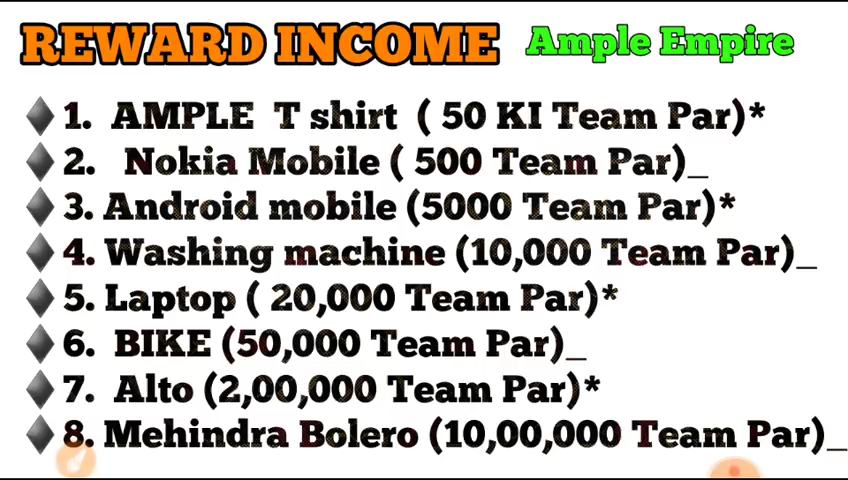 REWARD INCOME Ample Empire
1. AMPLE T shirt ( 50 KI Team Par)*
2. Nokia Mobile ( 500 Team Par)_
3. Android mobile (5000 Team Par)*
4. Washing machine (10,000 Team Par)_
5. Laptop ( 20,000 Team Par)*
6. BIKE (50,000 Team Par)_
7. Alto (2,00,000 Team Par)*
8. Mehindra Bolero (10,00,000 Team Par)_